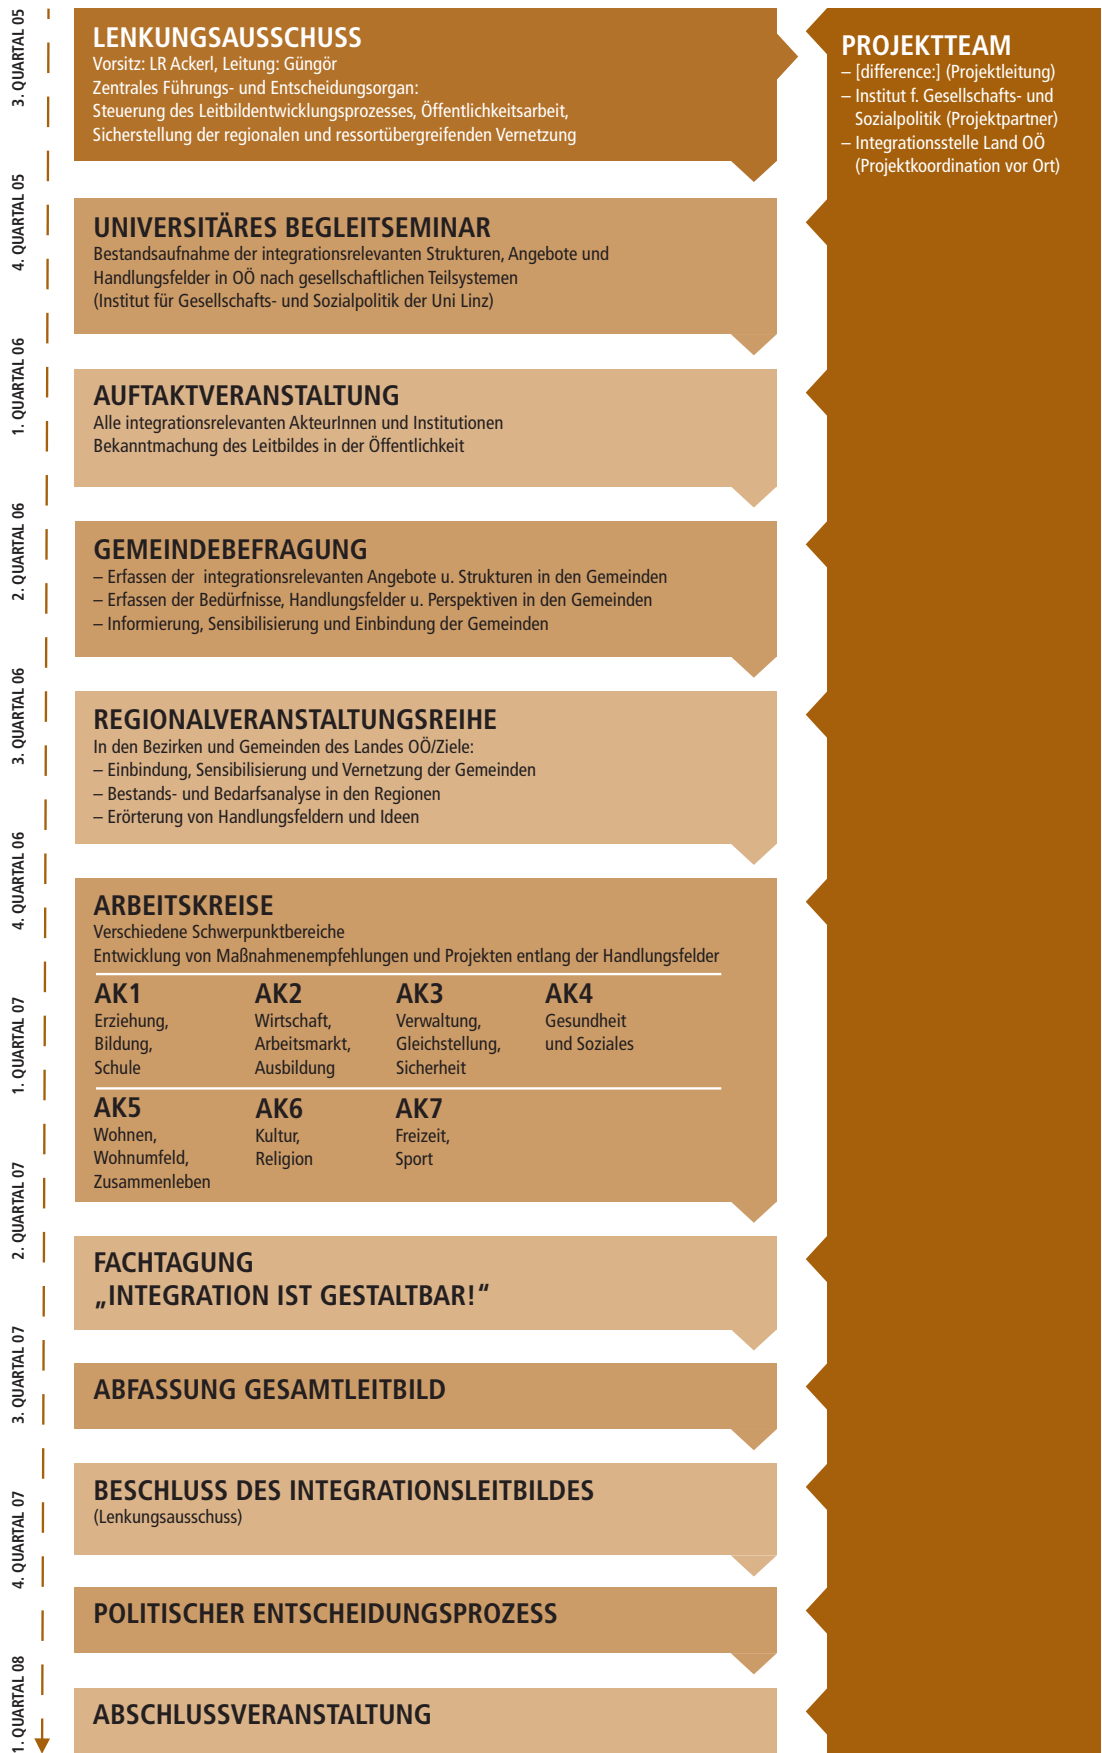 3. QUARTAL 05
4. QUARTAL 05
1. QUARTAL 06
2. QUARTAL 06
3. QUARTAL 06
4. QUARTAL 06
1. QUARTAL 07
2. QUARTAL 07
3. QUARTAL 07
4. QUARTAL 07
1. QUARTAL 08
LENKUNGSAUSSCHUSS
Vorsitz: LR Ackerl, Leitung: Güngör
Zentrales Führungs- und Entscheidungsorgan:
Steuerung des Leitbildentwicklungsprozesses, Öffentlichkeitsarbeit,
Sicherstellung der regionalen und ressortübergreifenden Vernetzung
PROJEKTTEAM
– [difference:] (Projektleitung)
– Institut f. Gesellschafts- und
Sozialpolitik (Projektpartner)
– Integrationsstelle Land OÖ
(Projektkoordination vor Ort)
UNIVERSITÄRES BEGLEITSEMINAR
Bestandsaufnahme der integrationsrelevanten Strukturen, Angebote und
Handlungsfelder in OÖ nach gesellschaftlichen Teilsystemen
(Institut für Gesellschafts- und Sozialpolitik der Uni Linz)
AUFTAKTVERANSTALTUNG
Alle integrationsrelevanten AkteurInnen und Institutionen
Bekanntmachung des Leitbildes in der Öffentlichkeit
GEMEINDEBEFRAGUNG
– Erfassen der integrationsrelevanten Angebote u. Strukturen in den Gemeinden
– Erfassen der Bedürfnisse, Handlungsfelder u. Perspektiven in den Gemeinden
– Informierung, Sensibilisierung und Einbindung der Gemeinden
REGIONALVERANSTALTUNGSREIHE
In den Bezirken und Gemeinden des Landes OÖ/Ziele:
– Einbindung, Sensibilisierung und Vernetzung der Gemeinden
– Bestands- und Bedarfsanalyse in den Regionen
– Erörterung von Handlungsfeldern und Ideen
ARBEITSKREISE
Verschiedene Schwerpunktbereiche
Entwicklung von Maßnahmenempfehlungen und Projekten entlang der Handlungsfelder
AK1
Erziehung,
Bildung,
Schule
AK2
Wirtschaft,
Arbeitsmarkt,
Ausbildung
AK3
Verwaltung,
Gleichstellung,
Sicherheit
AK4
Gesundheit
und Soziales
AK5
Wohnen,
Wohnumfeld,
Zusammenleben
AK6
Kultur,
Religion
AK7
Freizeit,
Sport
FACHTAGUNG
„INTEGRATION IST GESTALTBAR!“
ABFASSUNG GESAMTLEITBILD
BESCHLUSS DES INTEGRATIONSLEITBILDES
(Lenkungsausschuss)
POLITISCHER ENTSCHEIDUNGSPROZESS
ABSCHLUSSVERANSTALTUNG